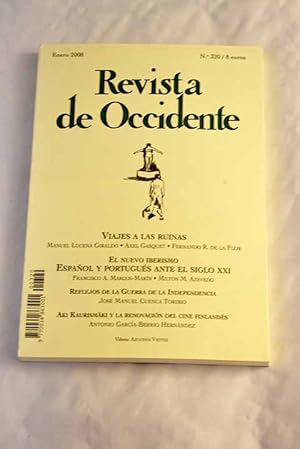 Enero 2008
N.º 320 / 8 euros
Revista
de Occidente
VIAJES A LAS RUINAS
MANUEL LUCENA GIRALDO • AXEL GASQUET • FERNANDO R. DE LA FLOR
EL NUEVO IBERISMO
ESPAÑOL Y PORTUGUÉS ANTE EL SIGLO XXI
FRANCISCO A. MARCOS-MARÍN • MILTON M. AZEVEDO
REFLEJOS DE LA GUERRA DE LA INDEPENDENCIA
JOSÉ MANUEL CUENCA TORIBIO
AKI KAURISMÄKI Y LA RENOVACIÓN DEL CINE FINLANDÉS
ANTONIO GARCÍA-BERRIO HERNÁNDEZ
Viñetas: